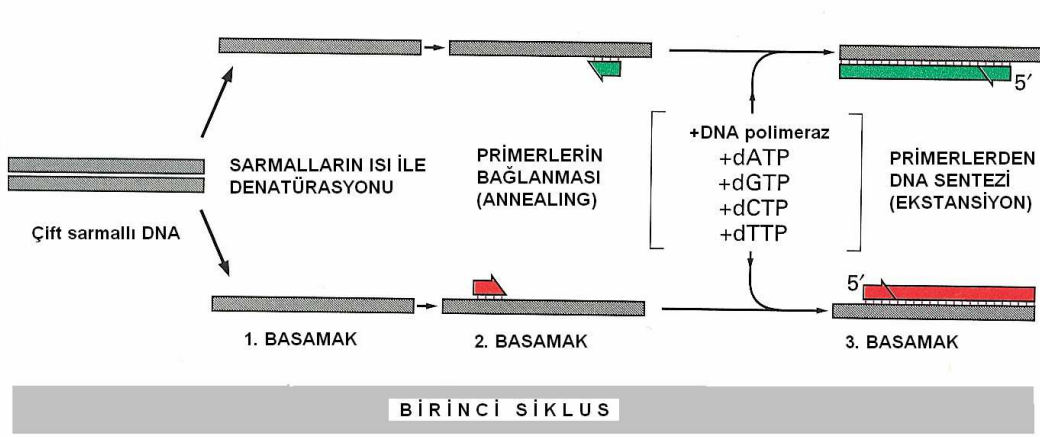 5′
SARMALLARIN ISI İLE
DENATÜRASYONU
PRİMERLERİN
BAĞLANMASI
(ANNEALING)
+DNA polimeraz
+dATP
+dGTP
+dCTP
+dTTP
PRİMERLERDEN
DNA SENTEZİ
(EKSTANSİYON)
Çift sarmallı DNA
5′
1. BASAMAK
2. BASAMAK
3. BASAMAK
BİRİNCİ SİKLUS